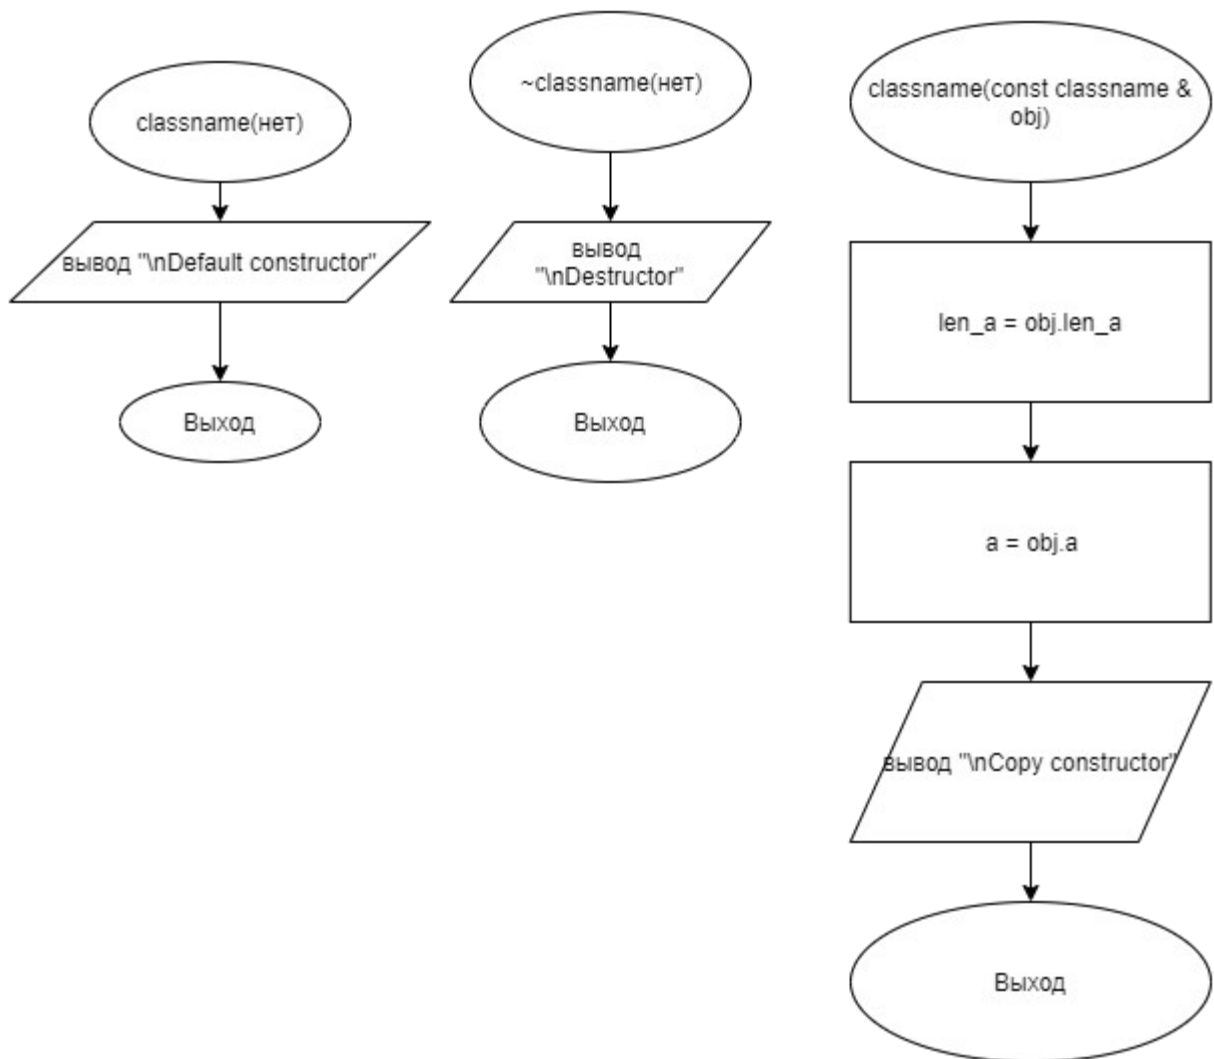 classname(нет)
вывод "\nDefault constructor"
Выход
~classname(нет)
вывод
"\nDestructor"
Выход
classname(const classname &
obj)
len_a = obj.len_a
a = obj.a
вывод "\nCopy constructor"
Выход